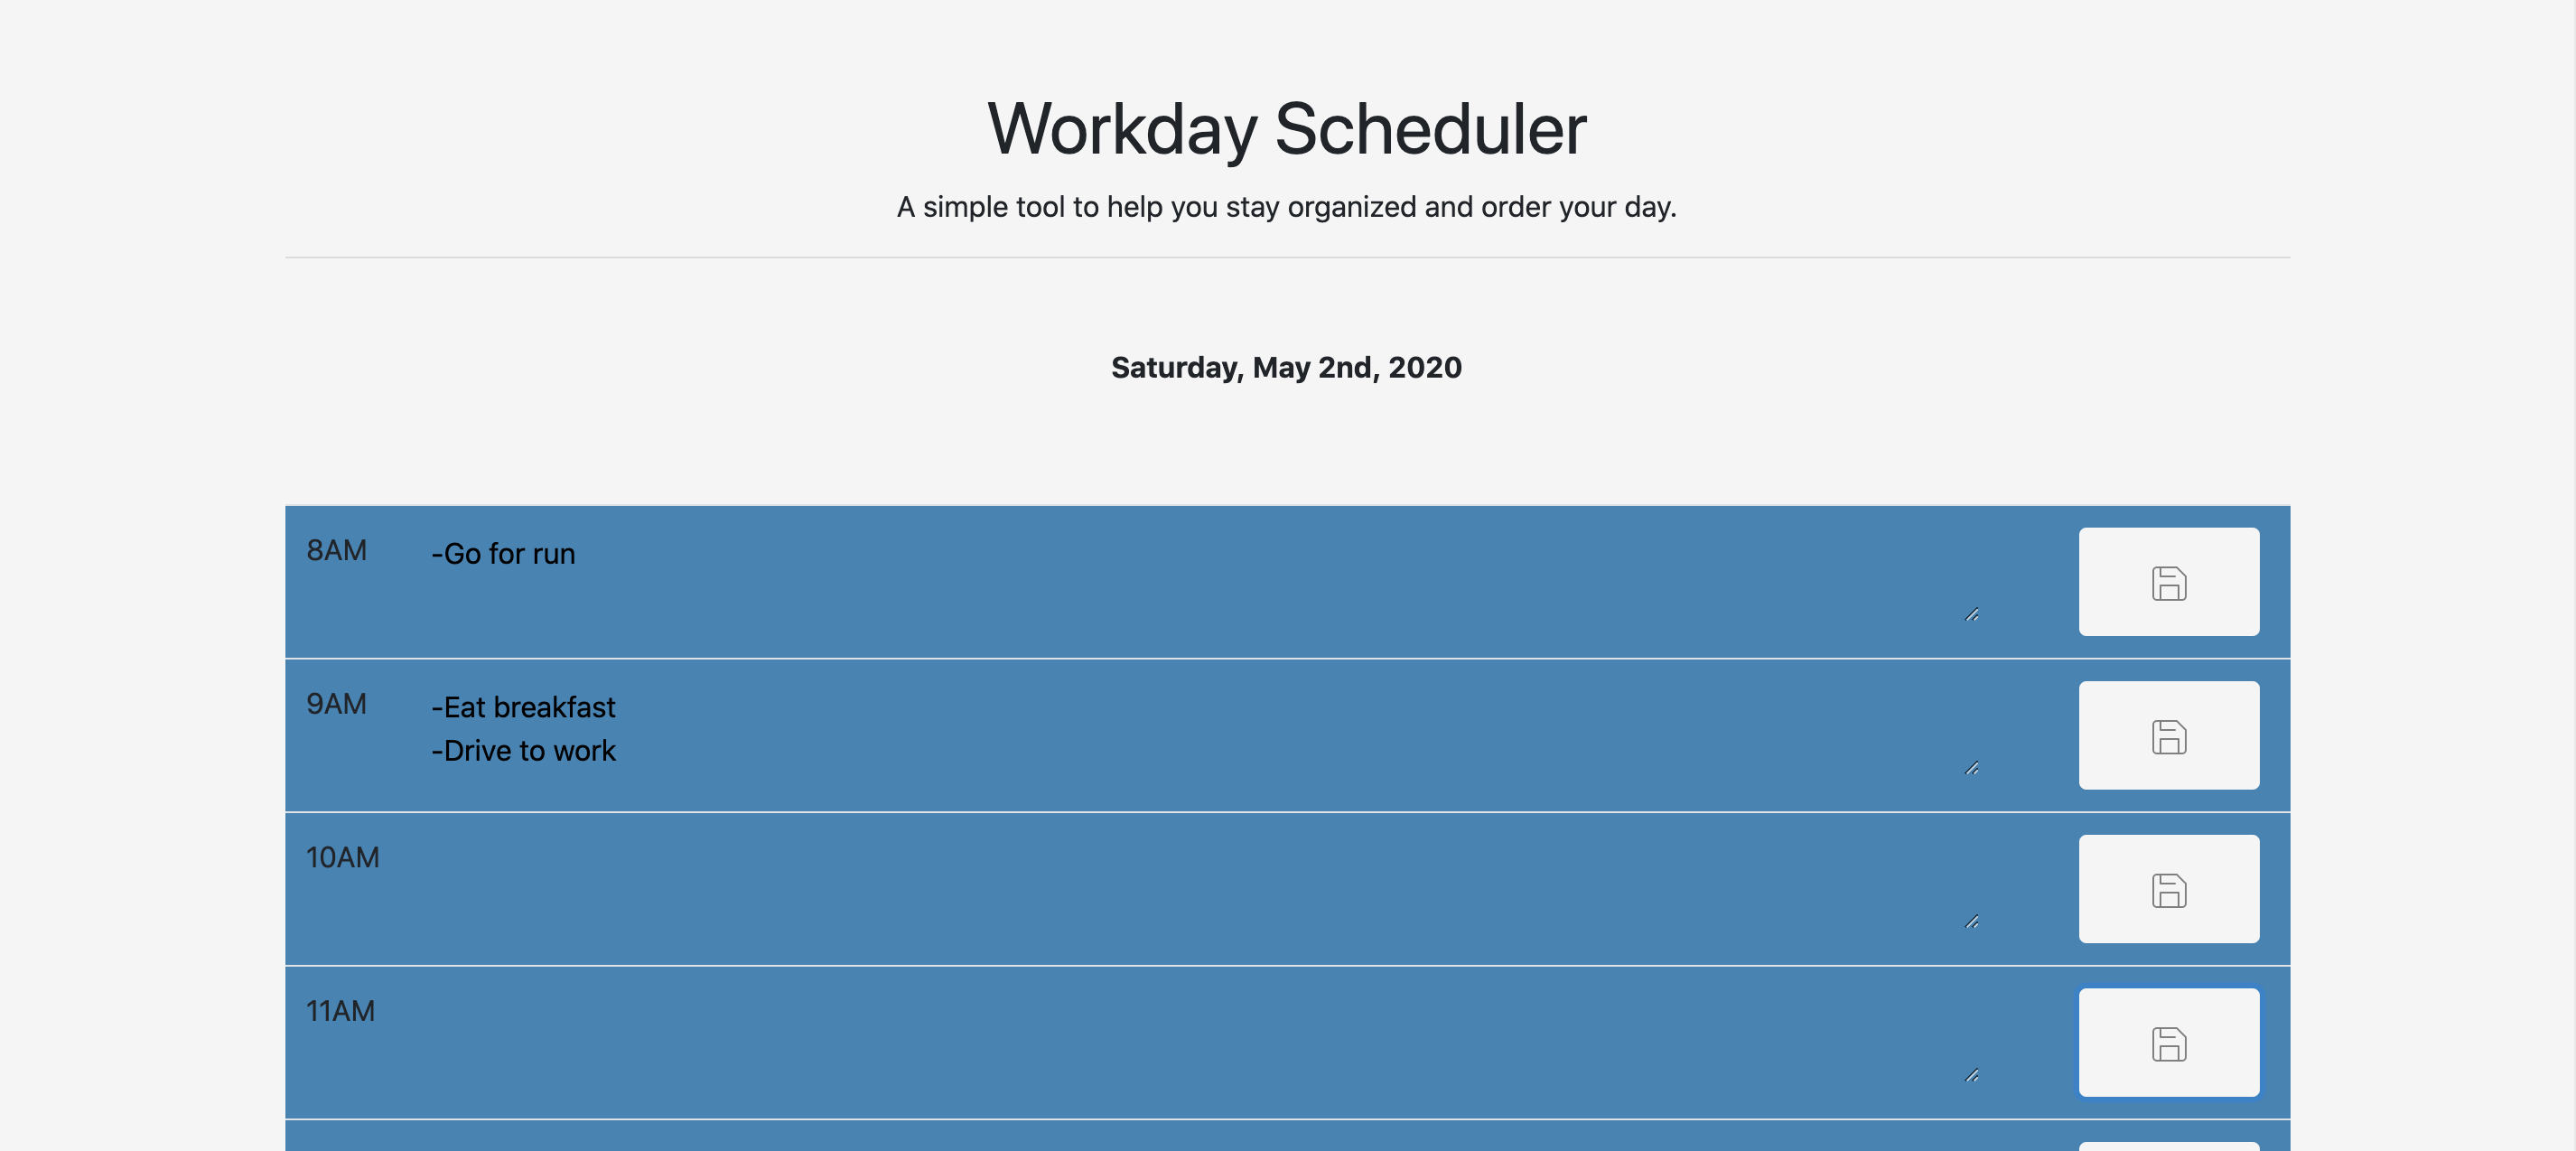 Workday Scheduler
A simple tool to help you stay organized and order your day.
Saturday, May 2nd, 2020
8AM
-Go for run
9AM
-Eat breakfast
-Drive to work
10AM
11AM